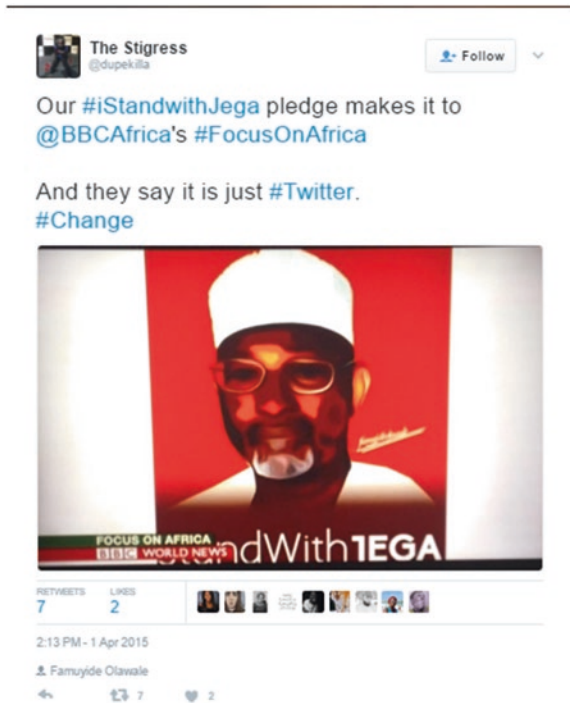 The Stigress
@dupekilla
Follow
Our #iStandwithJega pledge makes it to
@BBCAfrica's #FocusOnAfrica
And they say it is just #Twitter.
#Change
FOCUS ON AFRICA
BBC WORLD NEWS
ndWith1EGA
RETWEETS LIKES
7 2
2:13 PM - 1 Apr 2015
Famuyide Olawale
7 2